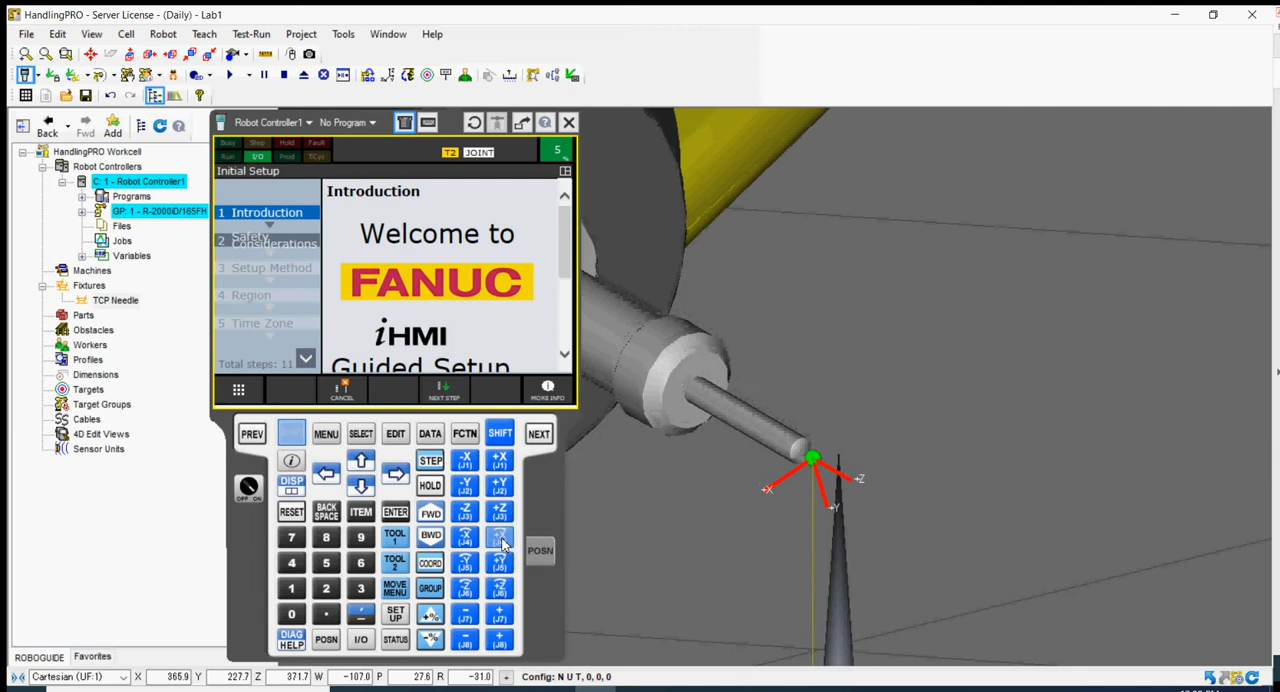 HandlingPRO - Server License - (Daily) - Lab1
File Edit View Cell Robot Teach Test-Run Project Tools Window Help
Back Fwd Add
HandlingPRO Workcell
Robot Controllers
C: 1 - Robot Controller1
Programs
GP: 1 - R-2000iD/165FH
Files
Jobs
Variables
Machines
Fixtures
TCP Needle
Parts
Obstacles
Workers
Profiles
Dimensions
Targets
Target Groups
Cables
4D Edit Views
Sensor Units
ROBOGUIDE Favorites
Robot Controller1 No Program
Busy Step Hold Fault
Run I/O Prod TCyc
T2 JOINT
5 %
Initial Setup
1 Introduction
2 Safety Considerations
3 Setup Method
4 Region
5 Time Zone
Total steps: 11
Introduction
Welcome to
FANUC
iHMI
Guided Setup
CANCEL NEXT STEP MORE INFO
PREV MENU SELECT EDIT DATA FCTN SHIFT NEXT
i STEP -X (J1) +X (J1)
DISP HOLD -Y (J2) +Y (J2)
OFF ON
RESET BACK SPACE ITEM ENTER FWD -Z (J3) +Z (J3)
7 8 9 TOOL 1 BWD -X (J4) +X POSN
4 5 6 TOOL 2 COORD -Y (J5) +Y (J5)
1 2 3 MOVE MENU GROUP -Z (J6) +Z (J6)
0 . SET UP +% - (J7) + (J7)
DIAG HELP POSN I/O STATUS -% - (J8) + (J8)
+X
+Z
+Y
Cartesian (UF:1) X 365.9 Y 227.7 Z 371.7 W -107.0 P 27.6 R -31.0 Config: N U T, 0, 0, 0